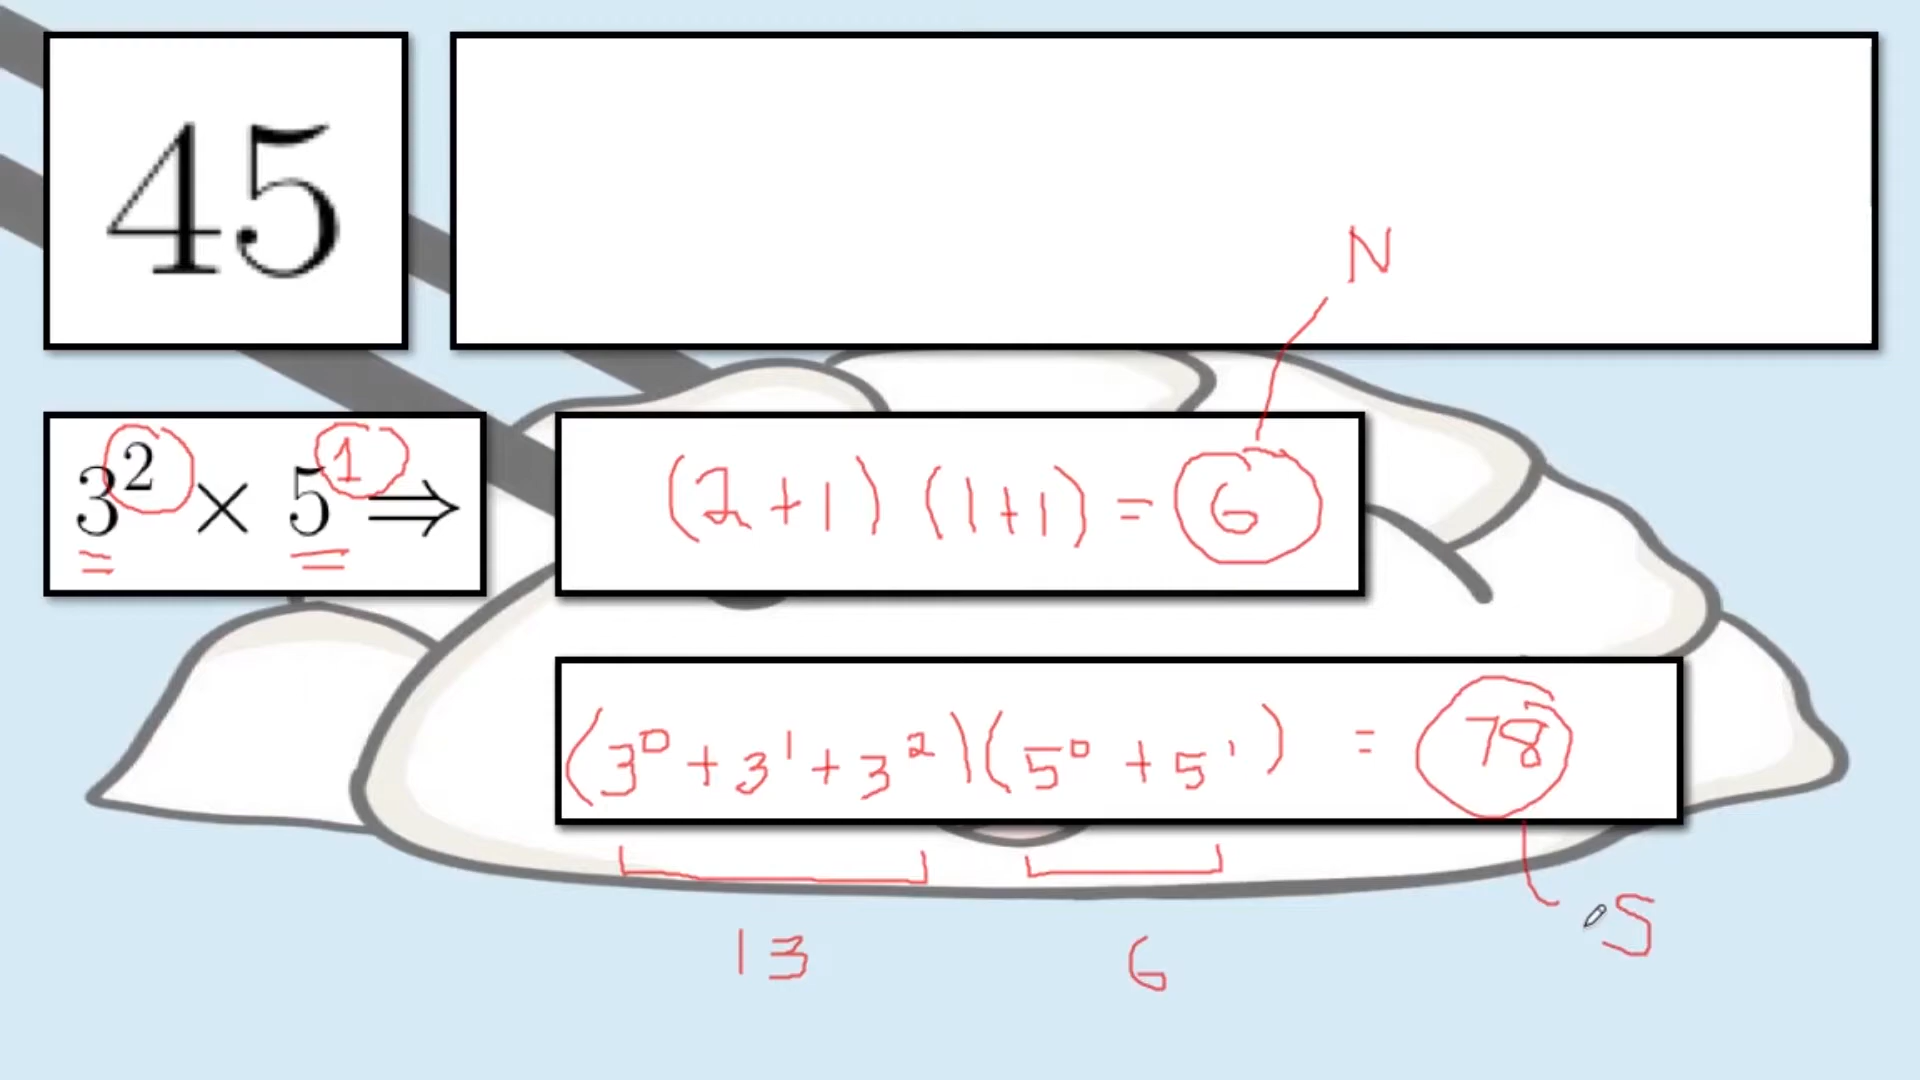 45
N
3² × 5¹ ⇒
(2+1) (1+1) = 6
(3⁰ + 3¹ + 3²)(5⁰ + 5¹) = 78
13 6 S